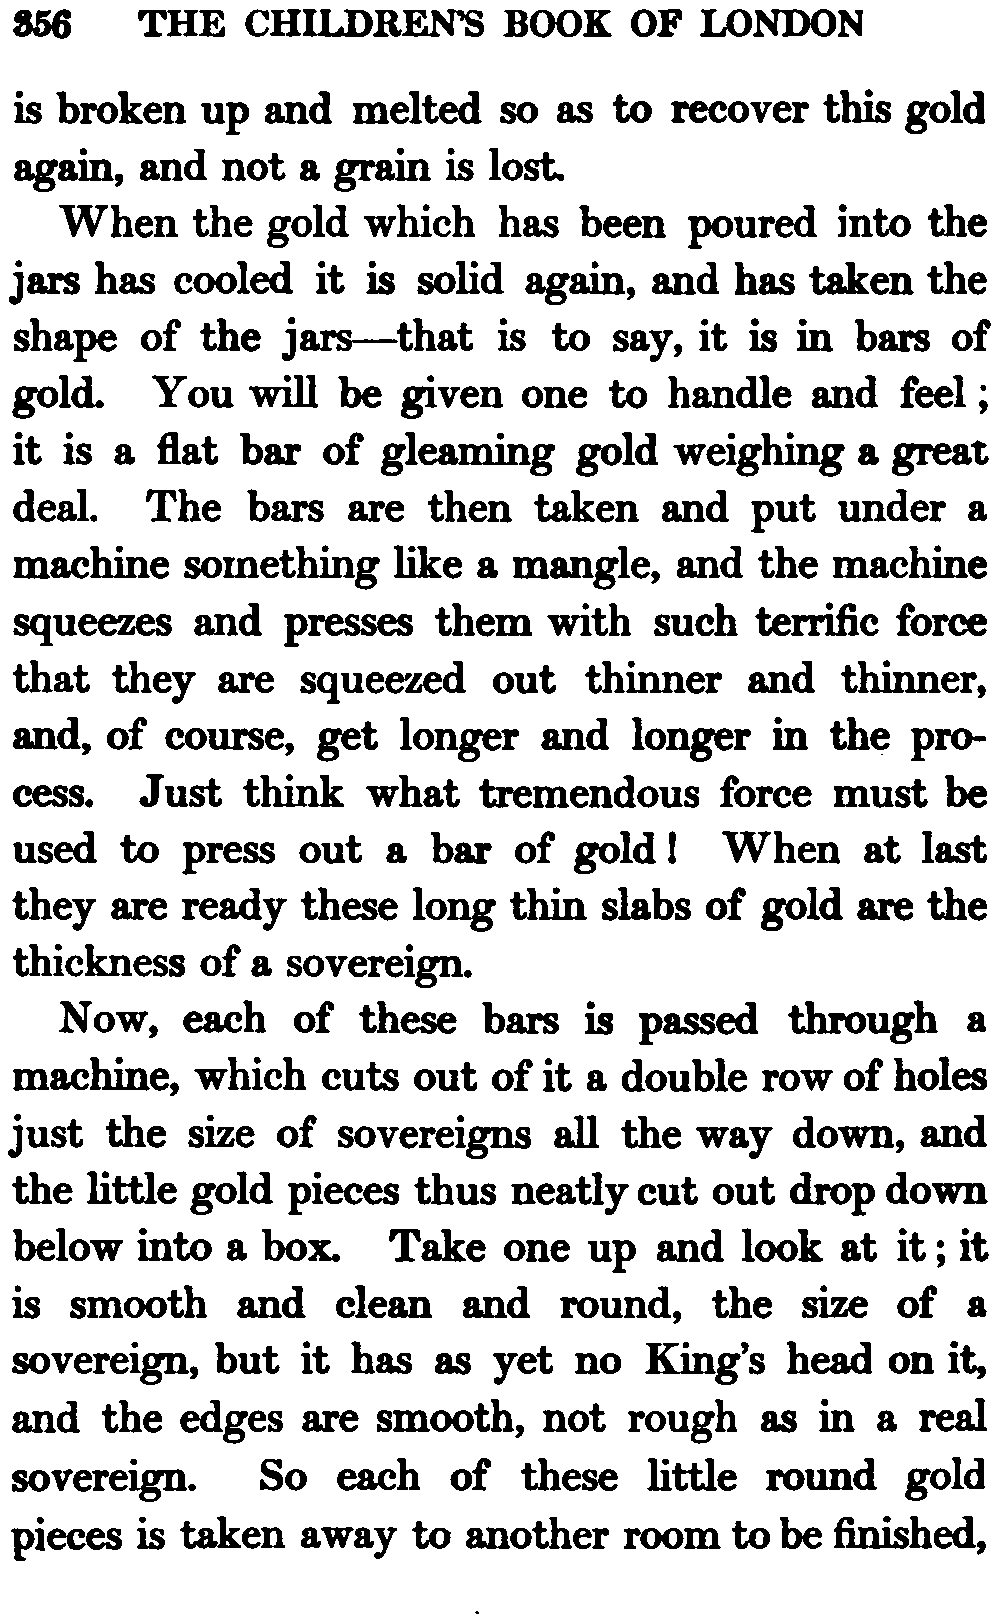 356 THE CHILDREN'S BOOK OF LONDON
is broken up and melted so as to recover this gold
again, and not a grain is lost.
When the gold which has been poured into the
jars has cooled it is solid again, and has taken the
shape of the jars—that is to say, it is in bars of
gold. You will be given one to handle and feel;
it is a flat bar of gleaming gold weighing a great
deal. The bars are then taken and put under a
machine something like a mangle, and the machine
squeezes and presses them with such terrific force
that they are squeezed out thinner and thinner,
and, of course, get longer and longer in the pro-
cess. Just think what tremendous force must be
used to press out a bar of gold! When at last
they are ready these long thin slabs of gold are the
thickness of a sovereign.
Now, each of these bars is passed through a
machine, which cuts out of it a double row of holes
just the size of sovereigns all the way down, and
the little gold pieces thus neatly cut out drop down
below into a box. Take one up and look at it; it
is smooth and clean and round, the size of a
sovereign, but it has as yet no King's head on it,
and the edges are smooth, not rough as in a real
sovereign. So each of these little round gold
pieces is taken away to another room to be finished,